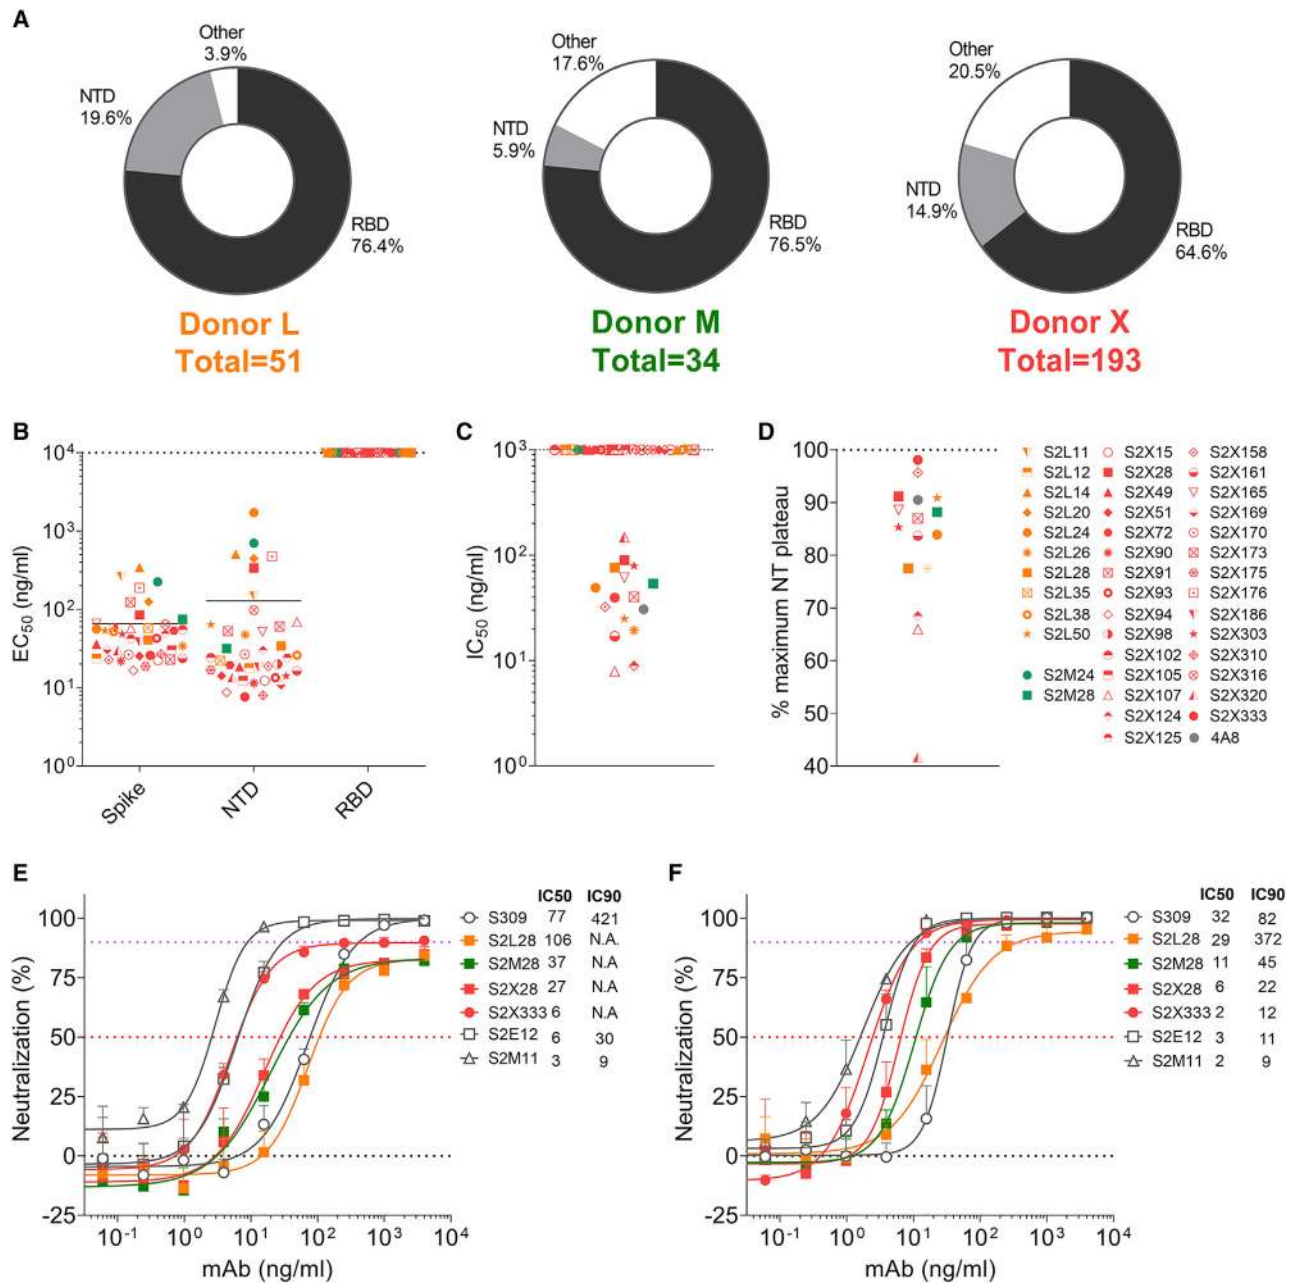 A
Other
3.9%
NTD
19.6%
RBD
76.4%
Donor L
Total=51
Other
17.6%
NTD
5.9%
RBD
76.5%
Donor M
Total=34
Other
20.5%
NTD
14.9%
RBD
64.6%
Donor X
Total=193
B
EC50 (ng/ml)
10^4
10^3
10^2
10^1
10^0
Spike
NTD
RBD
C
IC50 (ng/ml)
10^3
10^2
10^1
10^0
D
% maximum NT plateau
100
90
80
70
60
50
40
S2L11
S2L12
S2L14
S2L20
S2L24
S2L26
S2L28
S2L35
S2L38
S2L50
S2M24
S2M28
S2X15
S2X28
S2X49
S2X51
S2X72
S2X90
S2X91
S2X93
S2X94
S2X98
S2X102
S2X105
S2X107
S2X124
S2X125
S2X158
S2X161
S2X165
S2X169
S2X170
S2X173
S2X175
S2X176
S2X186
S2X303
S2X310
S2X316
S2X320
S2X333
4A8
E
Neutralization (%)
100
75
50
25
0
-25
10^-1
10^0
10^1
10^2
10^3
10^4
mAb (ng/ml)
IC50 IC90
S309 77 421
S2L28 106 N.A.
S2M28 37 N.A
S2X28 27 N.A
S2X333 6 N.A
S2E12 6 30
S2M11 3 9
F
Neutralization (%)
100
75
50
25
0
-25
10^-1
10^0
10^1
10^2
10^3
10^4
mAb (ng/ml)
IC50 IC90
S309 32 82
S2L28 29 372
S2M28 11 45
S2X28 6 22
S2X333 2 12
S2E12 3 11
S2M11 2 9